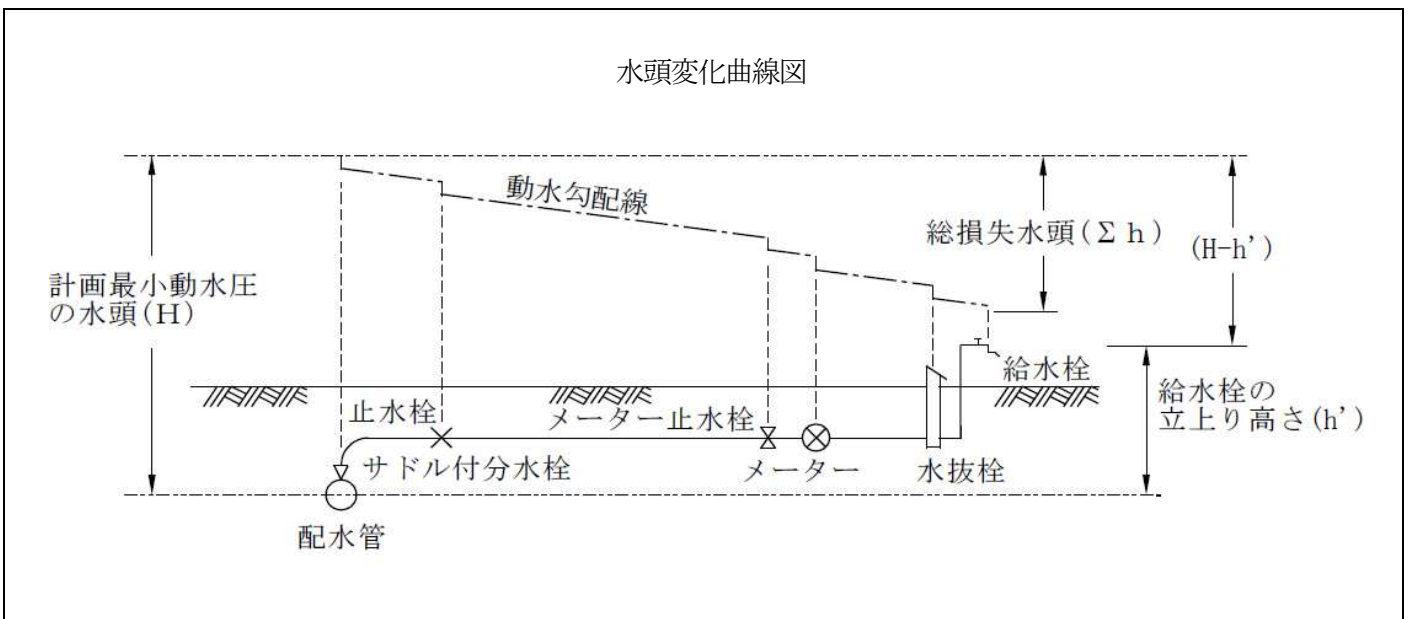 水頭変化曲線図
動水勾配線
総損失水頭(Σh)
(H-h')
計画最小動水圧
の水頭(H)
給水栓
止水栓
メーター止水栓
給水栓の
立上り高さ(h')
サドル付分水栓
メーター
水抜栓
配水管